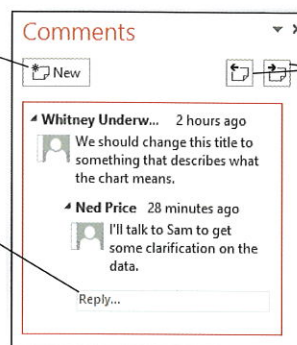 Comments
New
Whitney Underw... 2 hours ago
We should change this title to
something that describes what
the chart means.
Ned Price 28 minutes ago
I'll talk to Sam to get
some clarification on the
data.
Reply...